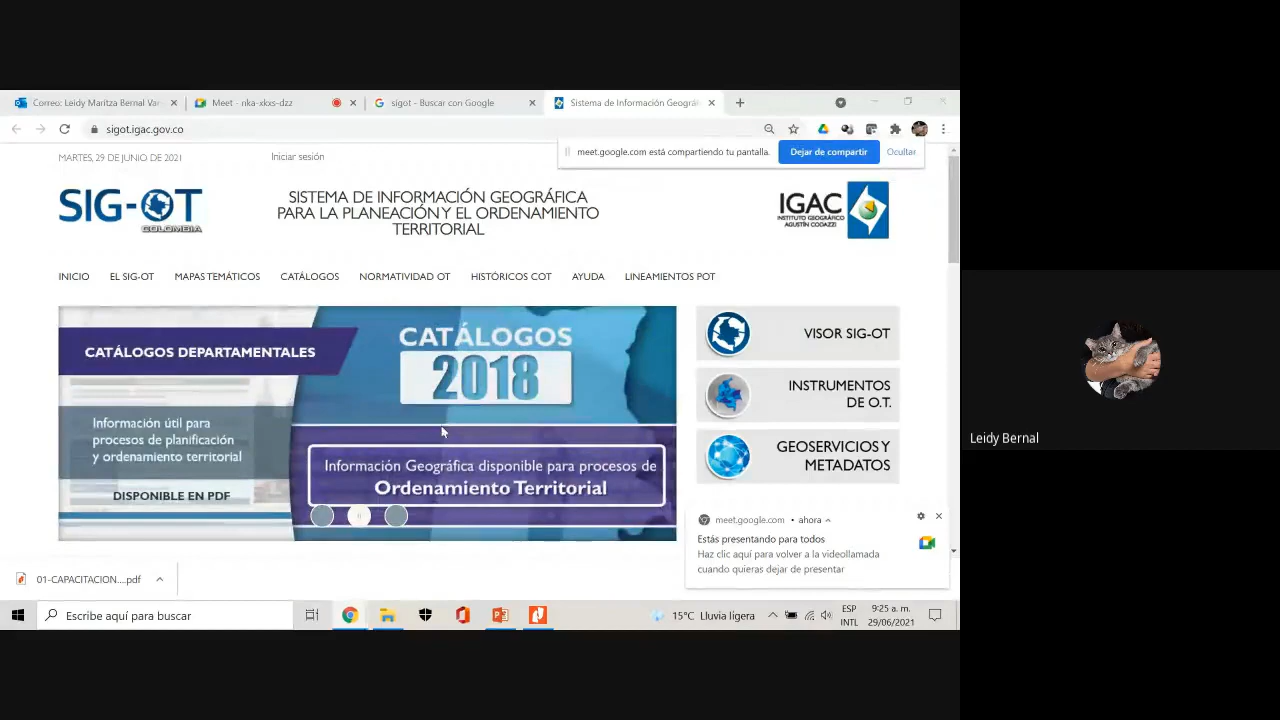 Correo: Leidy Maritza Bernal Va
Meet - nka-xkxs-dzz
sigot - Buscar con Google
Sistema de Información Geográf
sigot.igac.gov.co
meet.google.com está compartiendo tu pantalla.
Dejar de compartir
Ocultar
MARTES, 29 DE JUNIO DE 2021
Iniciar sesión
SIG-OT
COLOMBIA
SISTEMA DE INFORMACIÓN GEOGRÁFICA
PARA LA PLANEACIÓN Y EL ORDENAMIENTO
TERRITORIAL
IGAC
INSTITUTO GEOGRÁFICO
AGUSTÍN CODAZZI
INICIO
EL SIG-OT
MAPAS TEMÁTICOS
CATÁLOGOS
NORMATIVIDAD OT
HISTÓRICOS COT
AYUDA
LINEAMIENTOS POT
CATÁLOGOS DEPARTAMENTALES
Información útil para
procesos de planificación
y ordenamiento territorial
DISPONIBLE EN PDF
CATÁLOGOS
2018
Información Geográfica disponible para procesos de
Ordenamiento Territorial
VISOR SIG-OT
INSTRUMENTOS
DE O.T.
GEOSERVICIOS Y
METADATOS
meet.google.com • ahora
Estás presentando para todos
Haz clic aquí para volver a la videollamada
cuando quieras dejar de presentar
01-CAPACITACION....pdf
Escribe aquí para buscar
15°C Lluvia ligera
ESP
INTL
9:25 a. m.
29/06/2021
Leidy Bernal